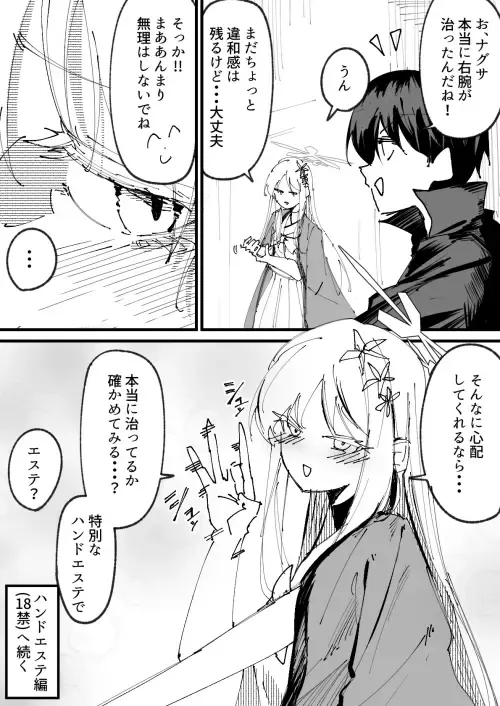 お、ナグサ
本当に右腕が
治ったんだね！
うん
まだちょっと
違和感は
残るけど・・・大丈夫
そっか!!
まああんまり
無理はしないでね
・・・
そんなに心配
してくれるなら・・・
本当に治ってるか
確かめてみる・・・？
特別な
ハンドエステで
エステ？
ハンドエステ編
(18禁)へ続く